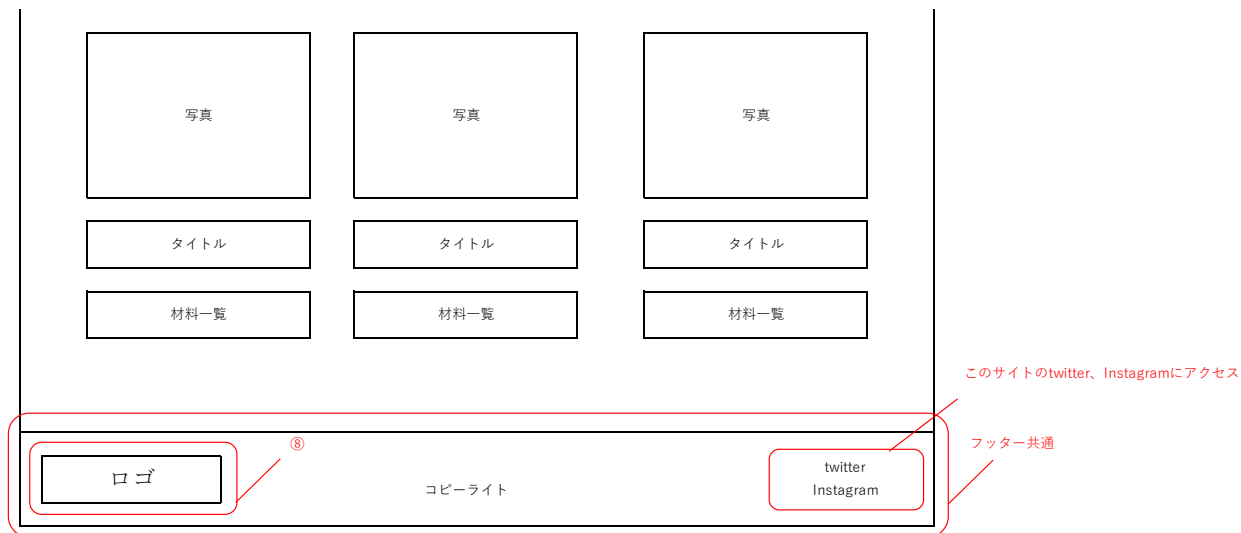 写真
写真
写真
タイトル
タイトル
タイトル
材料一覧
材料一覧
材料一覧
このサイトのtwitter、Instagramにアクセス
⑧
フッター共通
ロゴ
コピーライト
twitter
Instagram